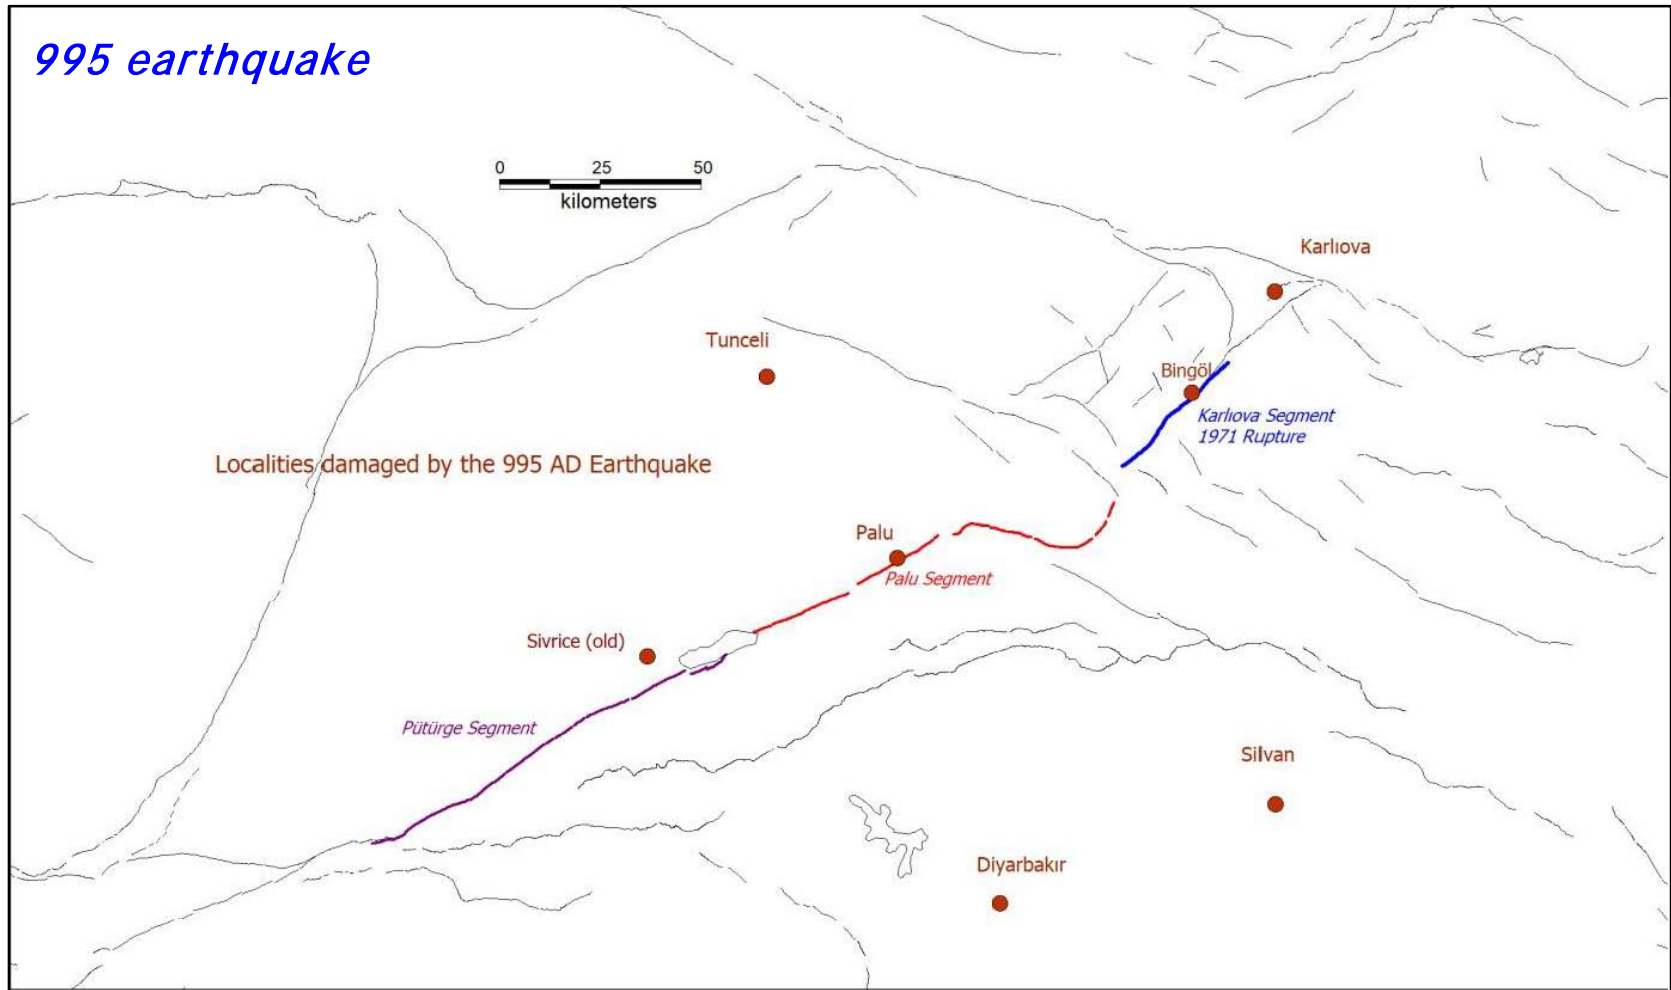 995 earthquake
0 25 50
kilometers
Karlıova
Tunceli
Bingöl
Karlıova Segment
1971 Rupture
Localities damaged by the 995 AD Earthquake
Palu
Palu Segment
Sivrice (old)
Pütürge Segment
Silvan
Diyarbakır